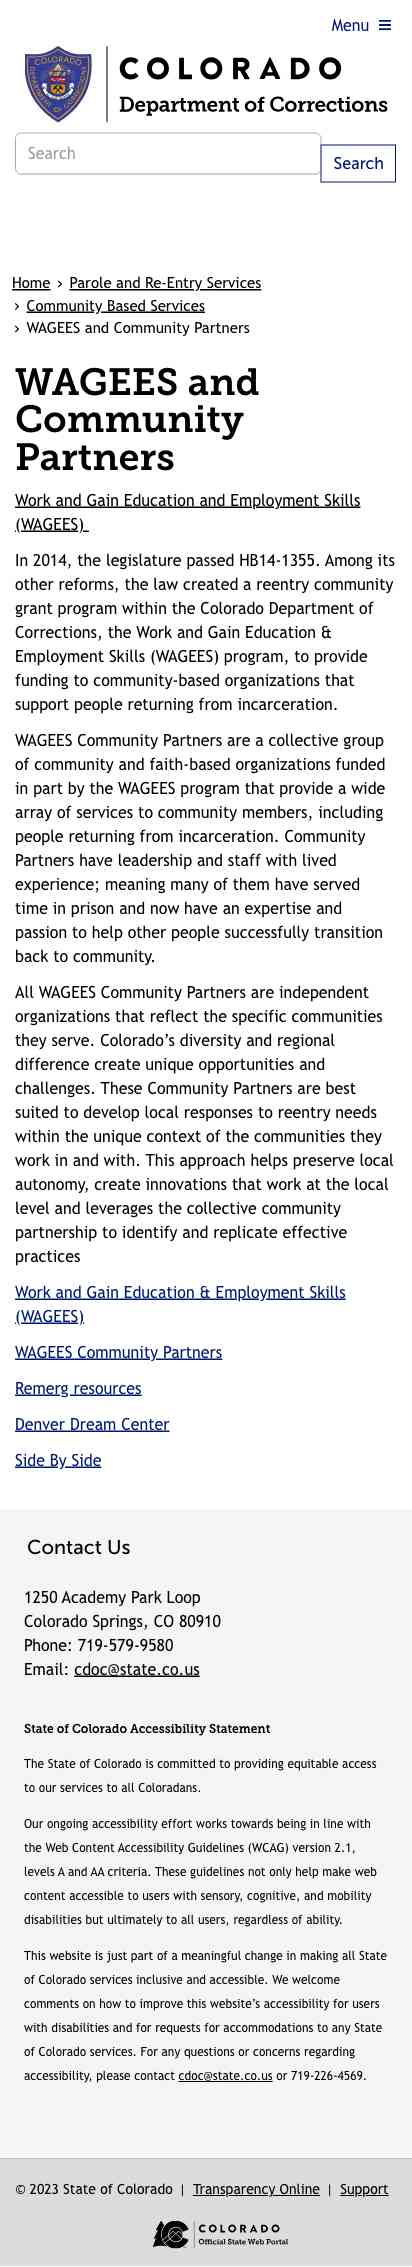 Menu ≡
COLORADO
Department of Corrections
Search
Search
Home › Parole and Re-Entry Services
› Community Based Services
› WAGEES and Community Partners
WAGEES and
Community
Partners
Work and Gain Education and Employment Skills
(WAGEES)
In 2014, the legislature passed HB14-1355. Among its
other reforms, the law created a reentry community
grant program within the Colorado Department of
Corrections, the Work and Gain Education &
Employment Skills (WAGEES) program, to provide
funding to community-based organizations that
support people returning from incarceration.
WAGEES Community Partners are a collective group
of community and faith-based organizations funded
in part by the WAGEES program that provide a wide
array of services to community members, including
people returning from incarceration. Community
Partners have leadership and staff with lived
experience; meaning many of them have served
time in prison and now have an expertise and
passion to help other people successfully transition
back to community.
All WAGEES Community Partners are independent
organizations that reflect the specific communities
they serve. Colorado’s diversity and regional
difference create unique opportunities and
challenges. These Community Partners are best
suited to develop local responses to reentry needs
within the unique context of the communities they
work in and with. This approach helps preserve local
autonomy, create innovations that work at the local
level and leverages the collective community
partnership to identify and replicate effective
practices
Work and Gain Education & Employment Skills
(WAGEES)
WAGEES Community Partners
Remerg resources
Denver Dream Center
Side By Side
Contact Us
1250 Academy Park Loop
Colorado Springs, CO 80910
Phone: 719-579-9580
Email: cdoc@state.co.us
State of Colorado Accessibility Statement
The State of Colorado is committed to providing equitable access
to our services to all Coloradans.
Our ongoing accessibility effort works towards being in line with
the Web Content Accessibility Guidelines (WCAG) version 2.1,
levels A and AA criteria. These guidelines not only help make web
content accessible to users with sensory, cognitive, and mobility
disabilities but ultimately to all users, regardless of ability.
This website is just part of a meaningful change in making all State
of Colorado services inclusive and accessible. We welcome
comments on how to improve this website’s accessibility for users
with disabilities and for requests for accommodations to any State
of Colorado services. For any questions or concerns regarding
accessibility, please contact cdoc@state.co.us or 719-226-4569.
© 2023 State of Colorado | Transparency Online | Support
COLORADO
Official State Web Portal